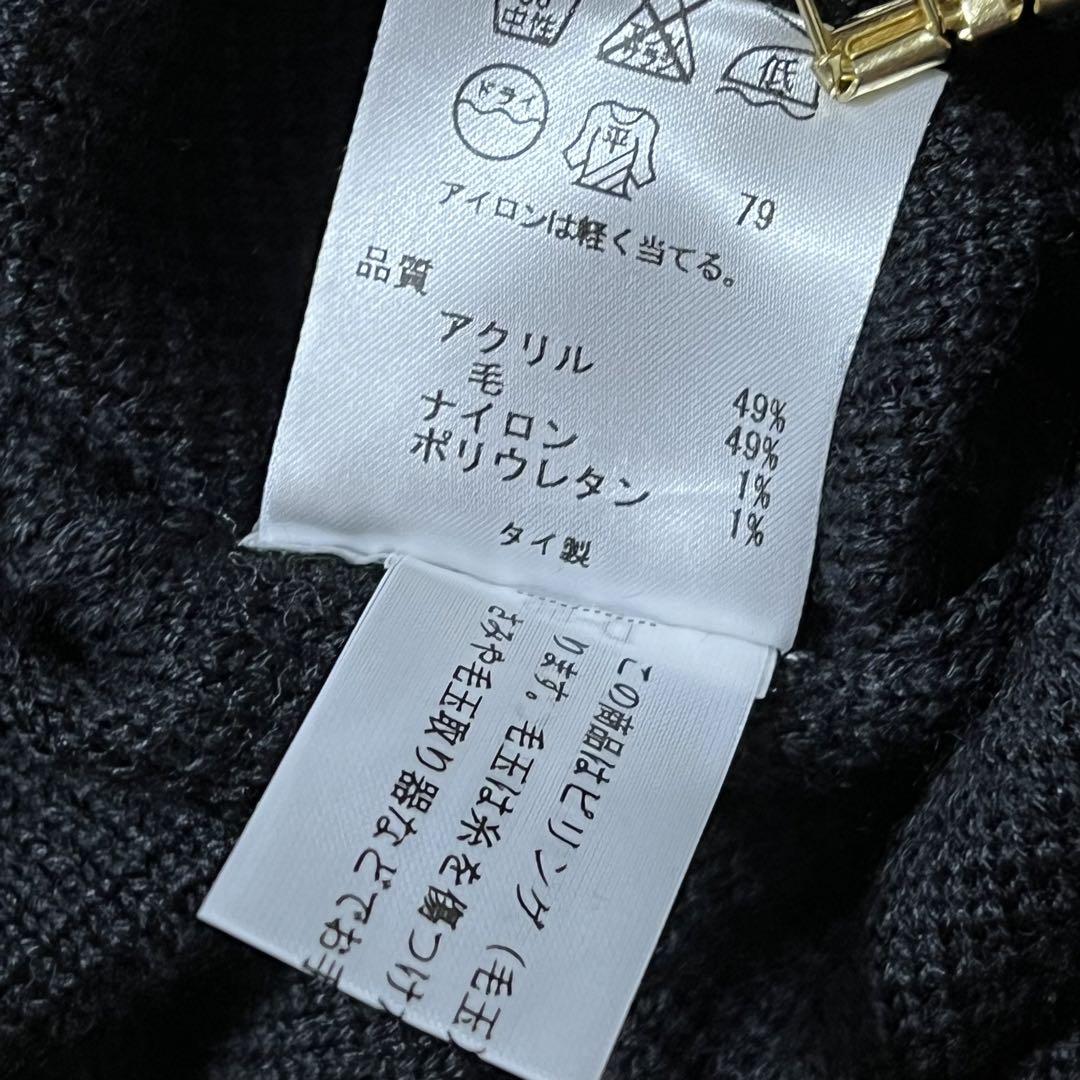 中性
低
ドライ
平
79
アイロンは軽く当てる。
品質
アクリル 49%
毛 49%
ナイロン 1%
ポリウレタン 1%
タイ製
この商品はピリング（毛玉）
ります。毛玉は糸を傷つけ
さみや毛玉取り器などでお手